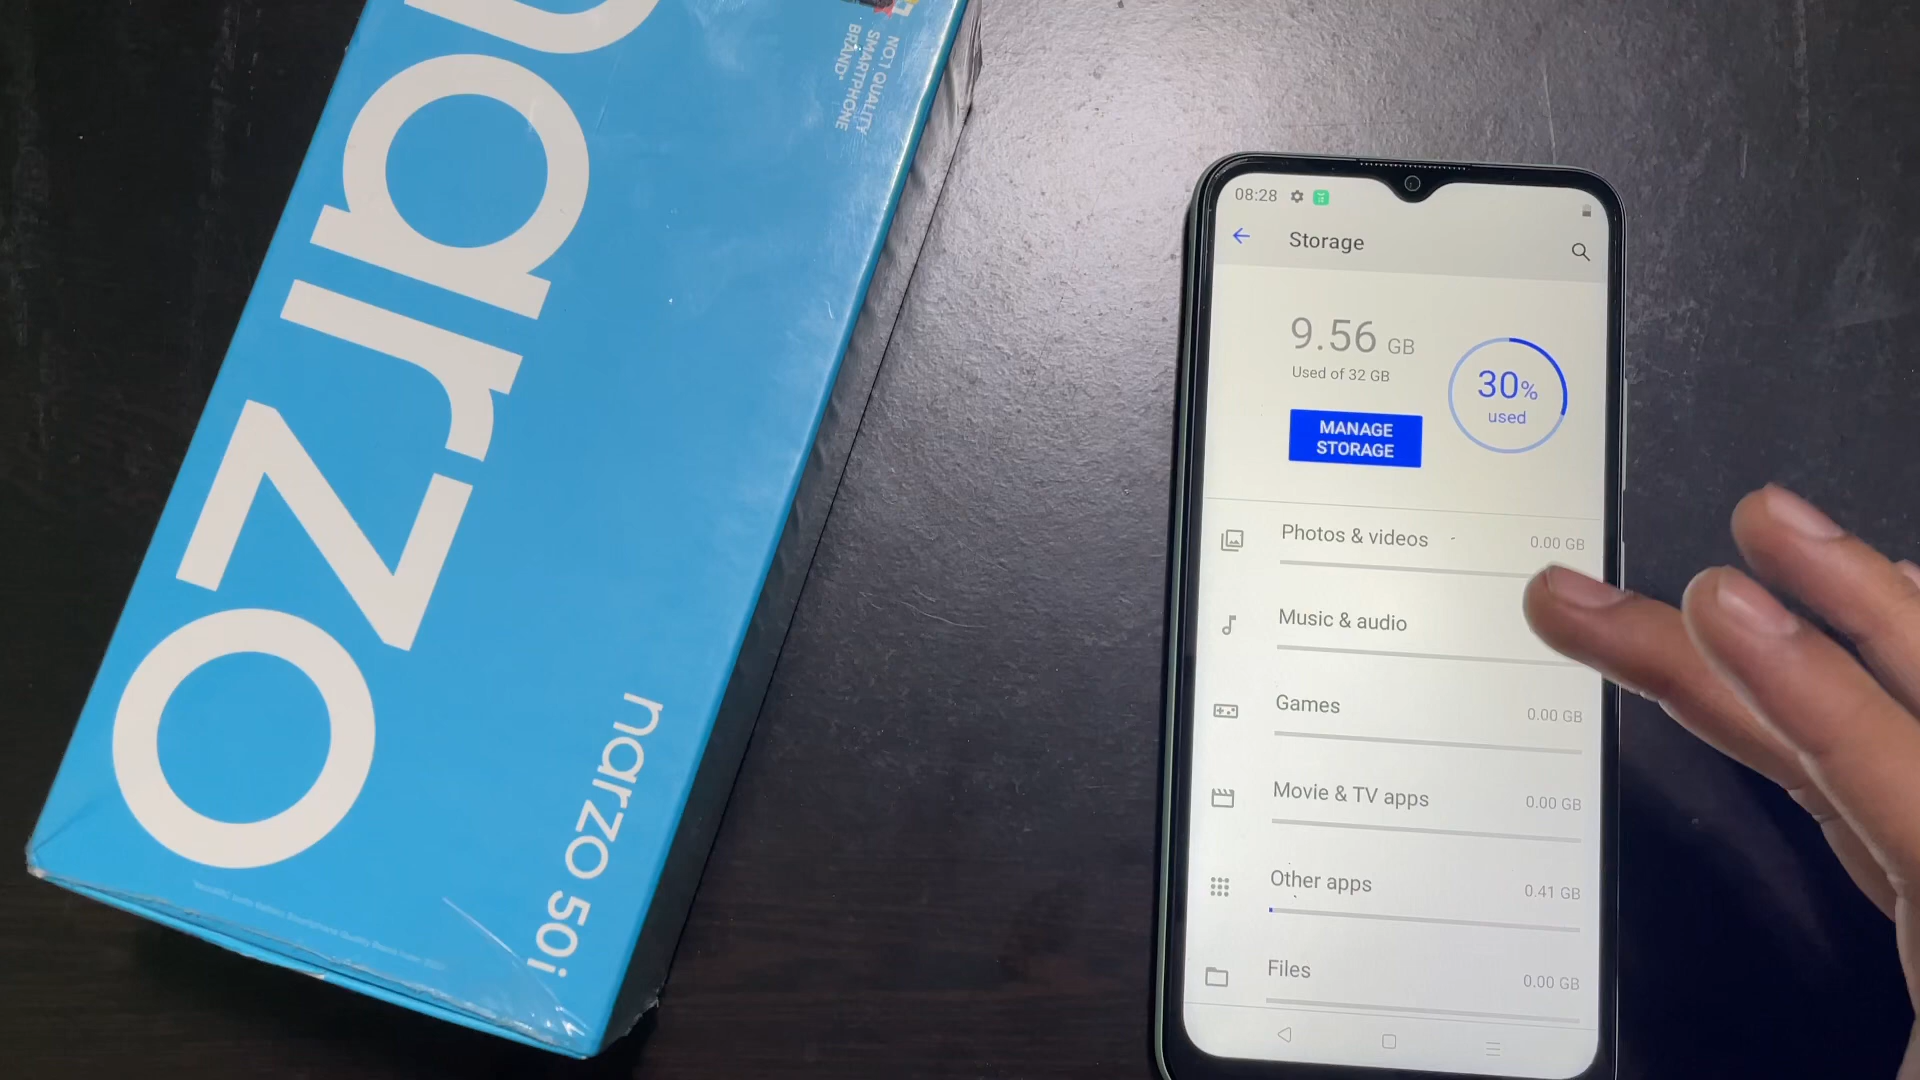 narzo
NO.1 QUALITY
SMARTPHONE
BRAND*
narzo 50i
08:28
Storage
9.56 GB
Used of 32 GB
30%
used
MANAGE
STORAGE
Photos & videos
0.00 GB
Music & audio
Games
0.00 GB
Movie & TV apps
0.00 GB
Other apps
0.41 GB
Files
0.00 GB